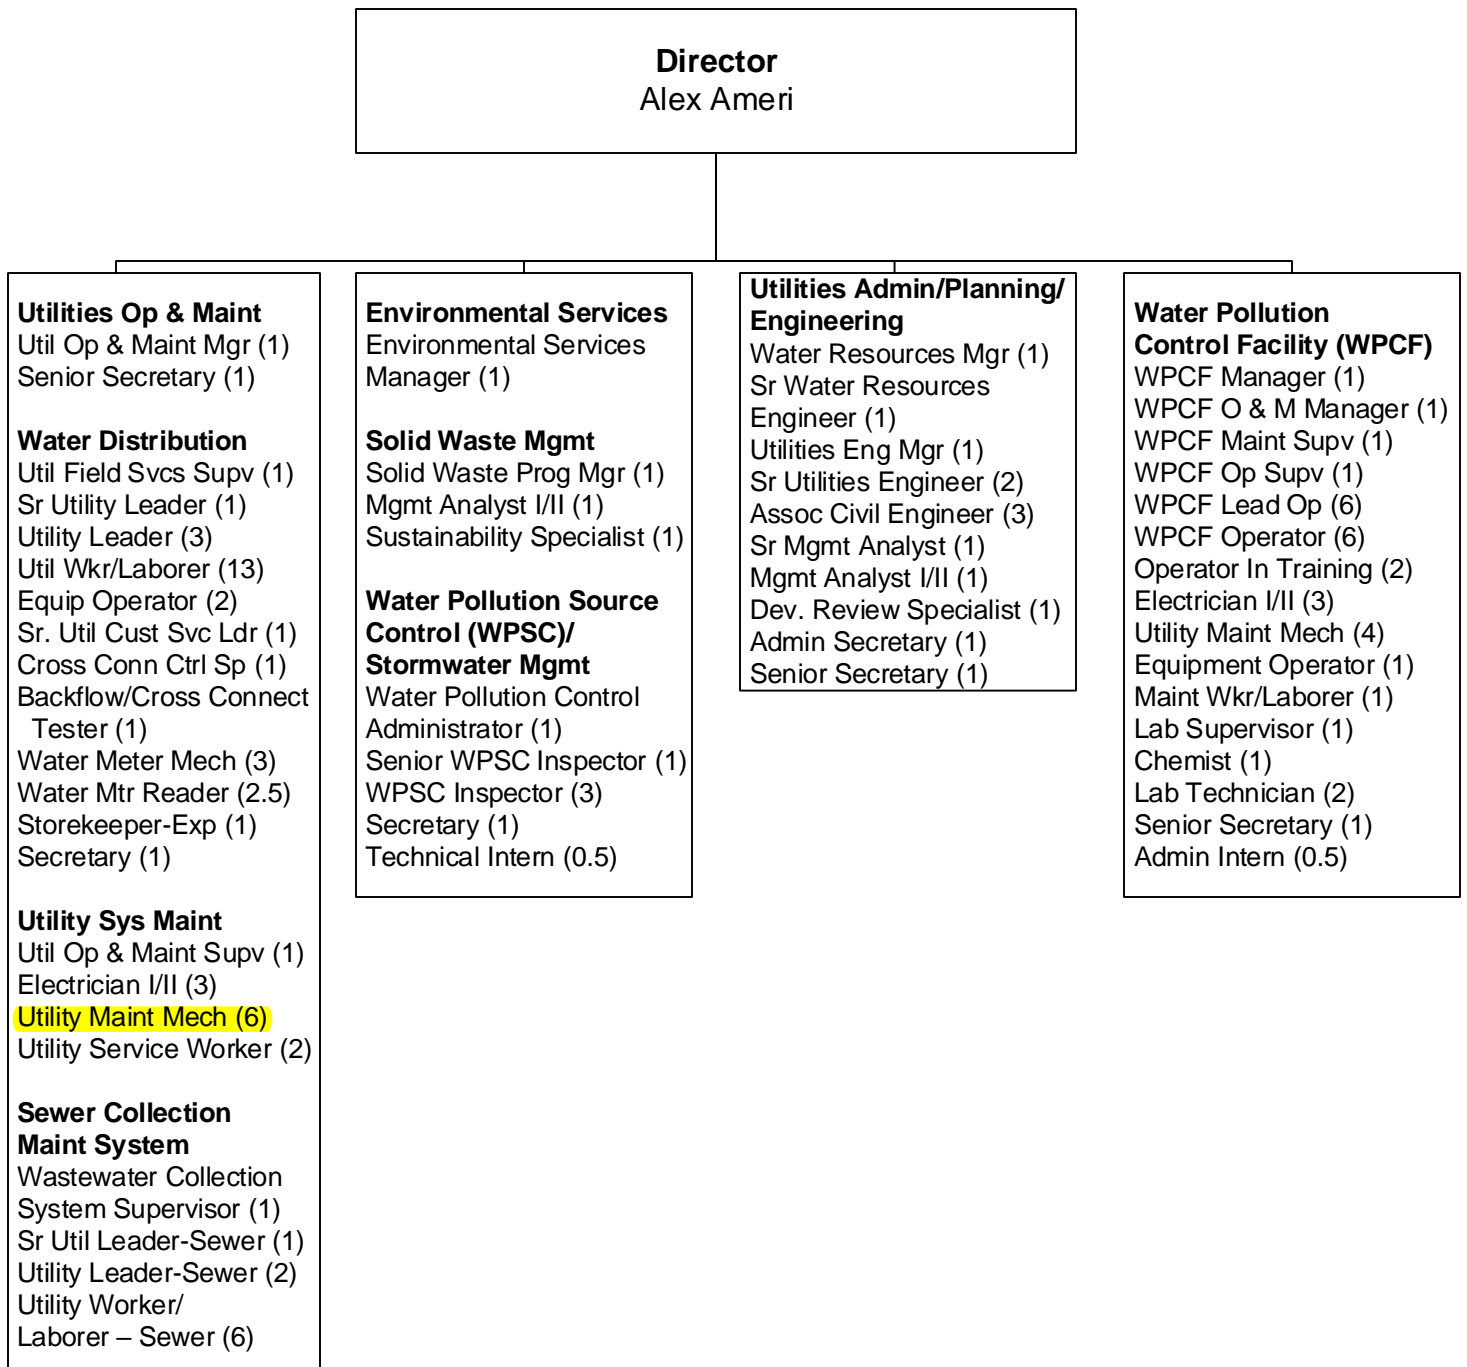 Director
Alex Ameri
Utilities Op & Maint
Util Op & Maint Mgr (1)
Senior Secretary (1)
Water Distribution
Util Field Svcs Supv (1)
Sr Utility Leader (1)
Utility Leader (3)
Util Wkr/Laborer (13)
Equip Operator (2)
Sr. Util Cust Svc Ldr (1)
Cross Conn Ctrl Sp (1)
Backflow/Cross Connect
Tester (1)
Water Meter Mech (3)
Water Mtr Reader (2.5)
Storekeeper-Exp (1)
Secretary (1)
Utility Sys Maint
Util Op & Maint Supv (1)
Electrician I/II (3)
Utility Maint Mech (6)
Utility Service Worker (2)
Sewer Collection
Maint System
Wastewater Collection
System Supervisor (1)
Sr Util Leader-Sewer (1)
Utility Leader-Sewer (2)
Utility Worker/
Laborer – Sewer (6)
Environmental Services
Environmental Services
Manager (1)
Solid Waste Mgmt
Solid Waste Prog Mgr (1)
Mgmt Analyst I/II (1)
Sustainability Specialist (1)
Water Pollution Source
Control (WPSC)/
Stormwater Mgmt
Water Pollution Control
Administrator (1)
Senior WPSC Inspector (1)
WPSC Inspector (3)
Secretary (1)
Technical Intern (0.5)
Utilities Admin/Planning/
Engineering
Water Resources Mgr (1)
Sr Water Resources
Engineer (1)
Utilities Eng Mgr (1)
Sr Utilities Engineer (2)
Assoc Civil Engineer (3)
Sr Mgmt Analyst (1)
Mgmt Analyst I/II (1)
Dev. Review Specialist (1)
Admin Secretary (1)
Senior Secretary (1)
Water Pollution
Control Facility (WPCF)
WPCF Manager (1)
WPCF O & M Manager (1)
WPCF Maint Supv (1)
WPCF Op Supv (1)
WPCF Lead Op (6)
WPCF Operator (6)
Operator In Training (2)
Electrician I/II (3)
Utility Maint Mech (4)
Equipment Operator (1)
Maint Wkr/Laborer (1)
Lab Supervisor (1)
Chemist (1)
Lab Technician (2)
Senior Secretary (1)
Admin Intern (0.5)